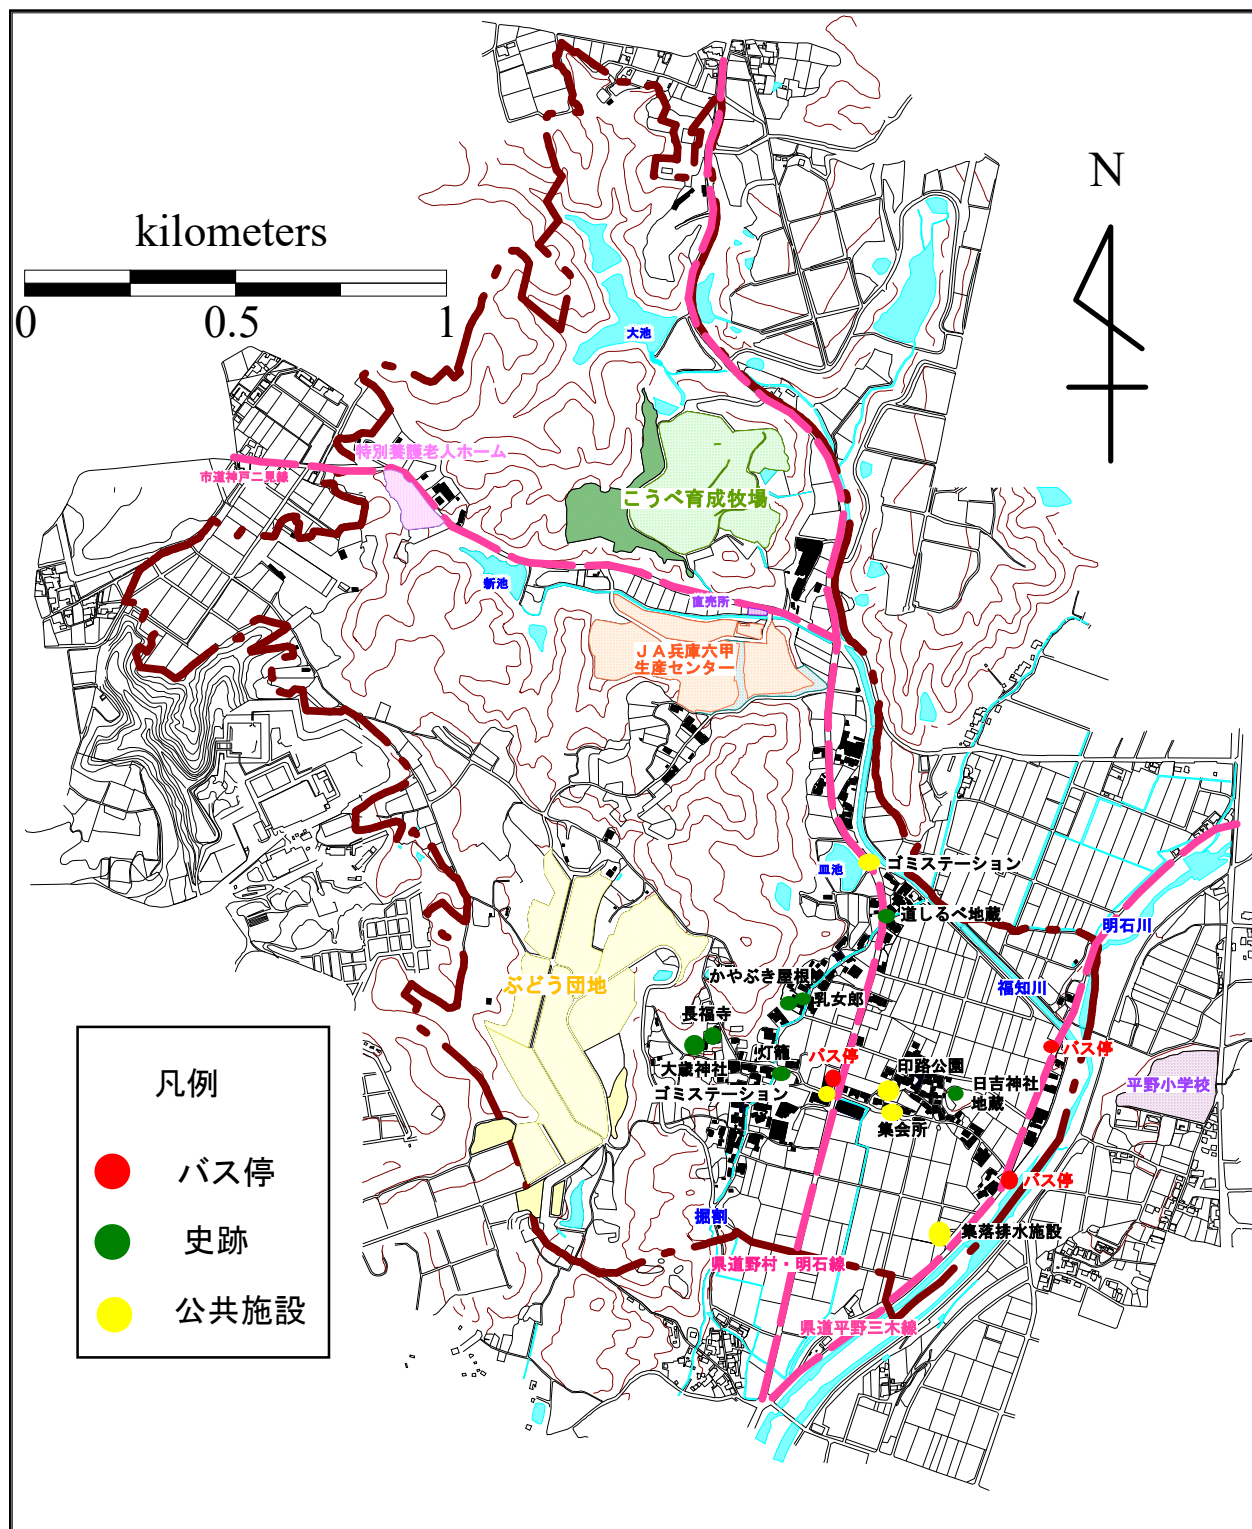 N
kilometers
0
0.5
1
大池
特別養護老人ホーム
市道神戸二見線
こうべ育成牧場
新池
直売所
ＪＡ兵庫六甲
生産センター
皿池
ゴミステーション
道しるべ地蔵
明石川
かやぶき屋根
ぶどう団地
福知川
乳女郎
長福寺
灯籠
バス停
バス停
大歳神社
印路公園
平野小学校
ゴミステーション
日吉神社
地蔵
凡例
集会所
バス停
バス停
掘割
史跡
集落排水施設
県道野村・明石線
公共施設
県道平野三木線